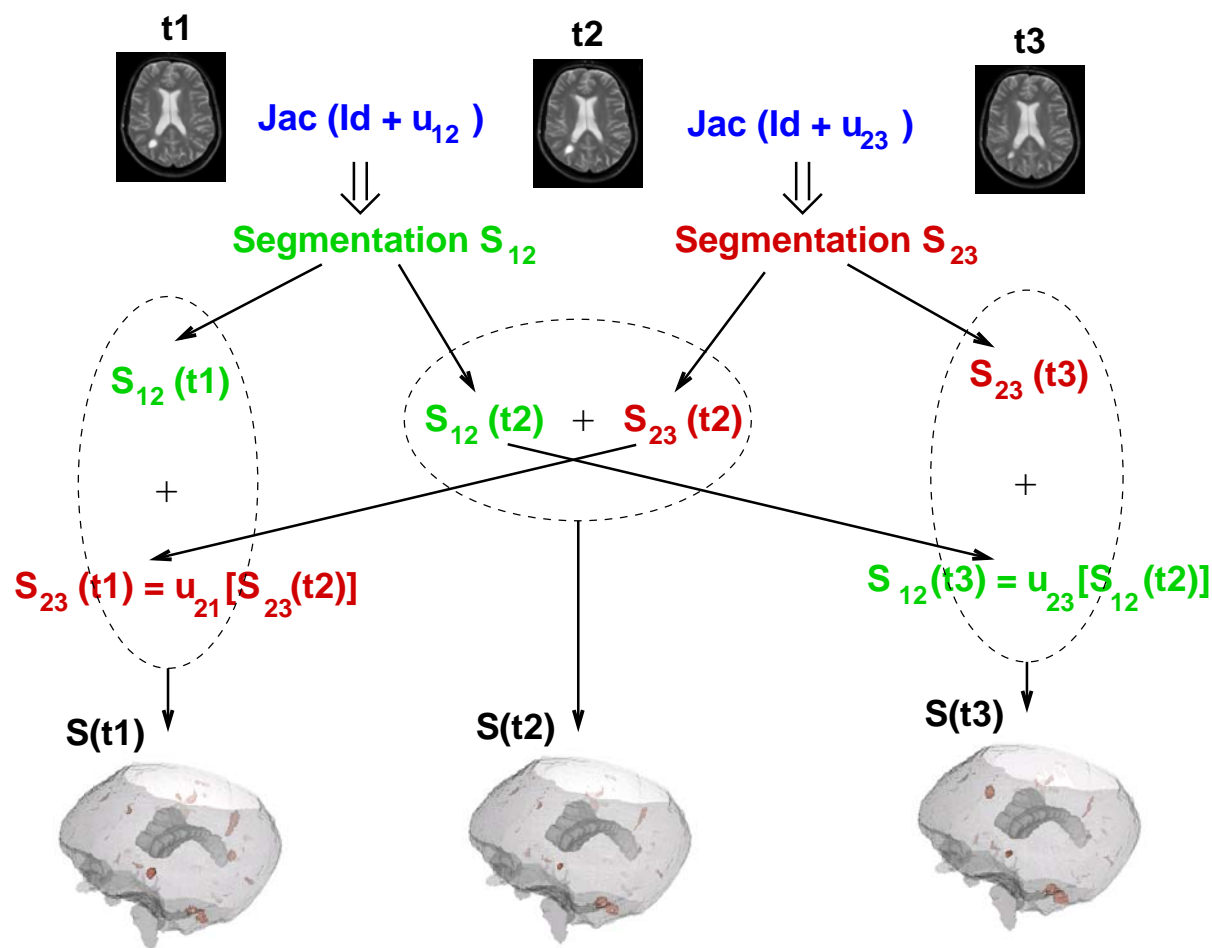 t1
t2
t3
Jac (Id + u12 )
Jac (Id + u23 )
Segmentation S12
Segmentation S23
S12 (t1)
S23 (t3)
S12 (t2) + S23 (t2)
+
+
S23 (t1) = u21 [S23(t2)]
S12(t3) = u23 [S12(t2)]
S(t1)
S(t2)
S(t3)